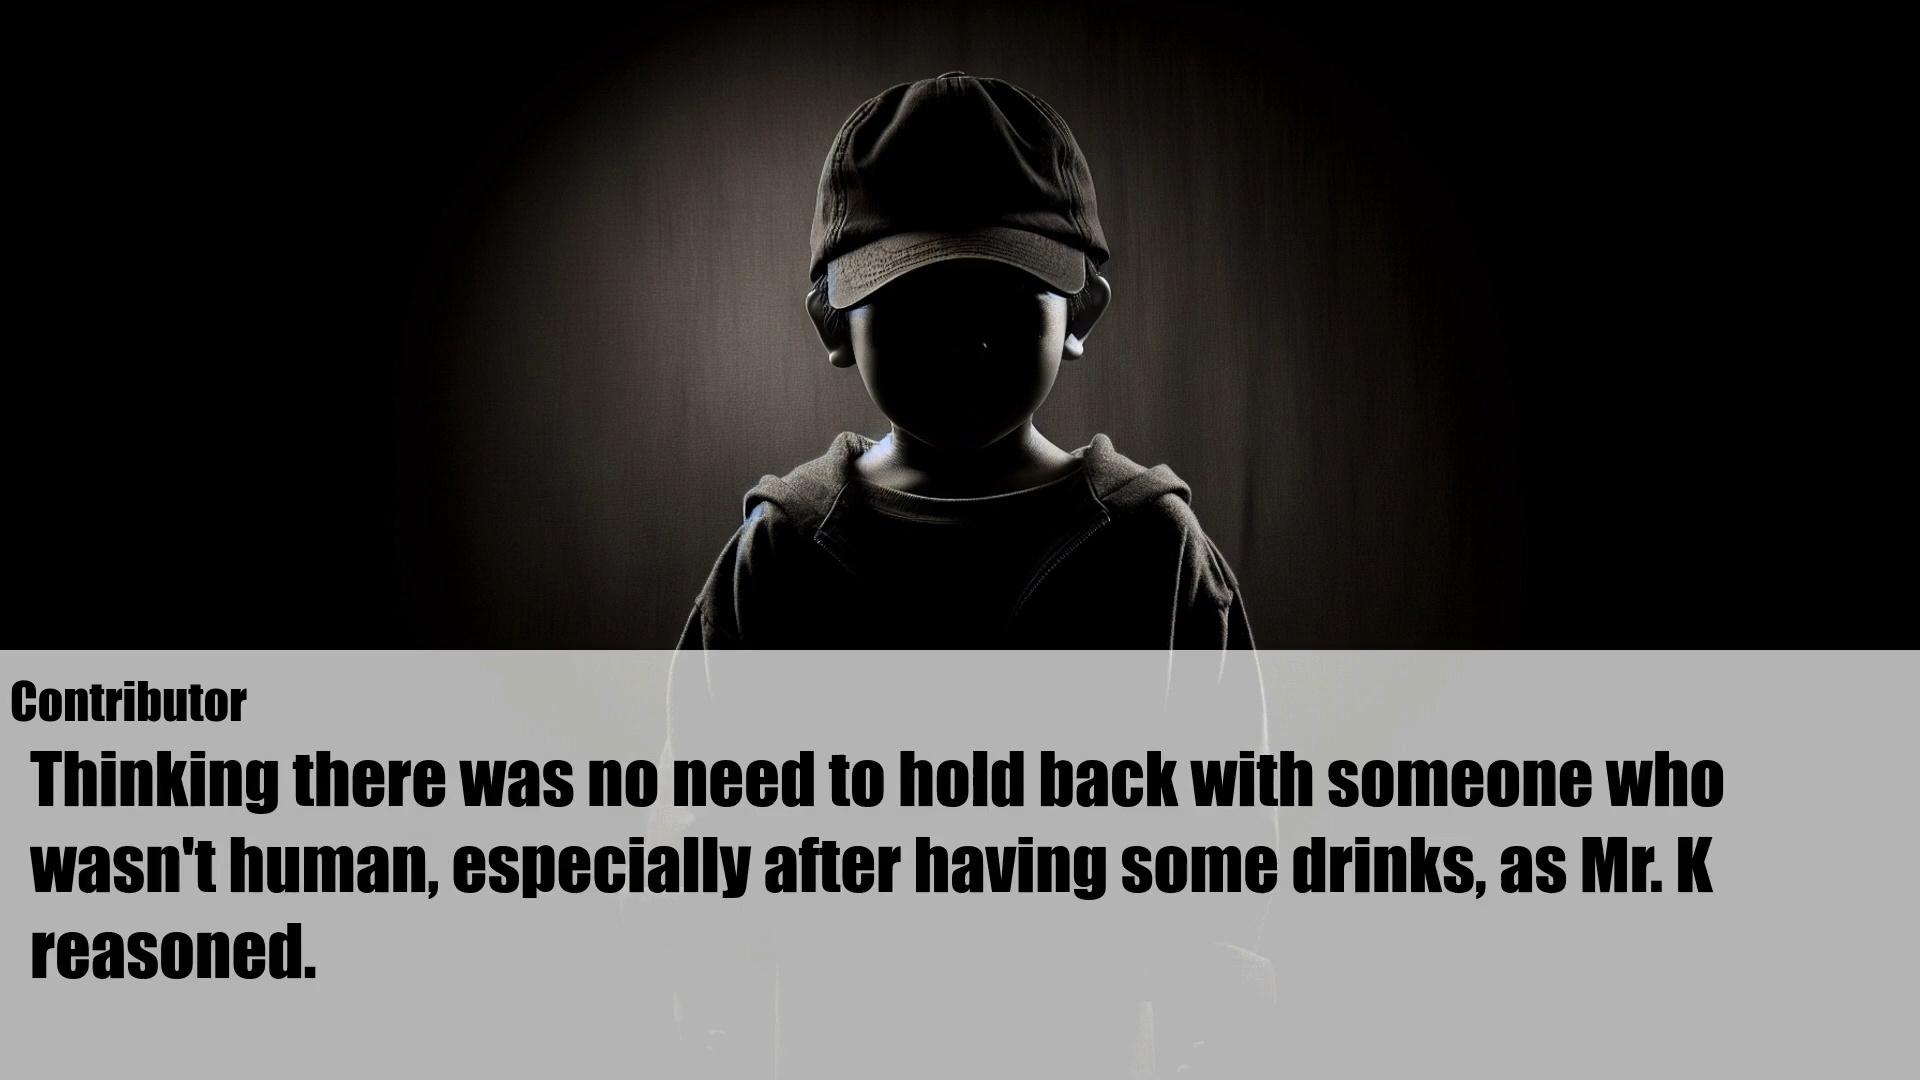 Contributor
Thinking there was no need to hold back with someone who
wasn't human, especially after having some drinks, as Mr. K
reasoned.